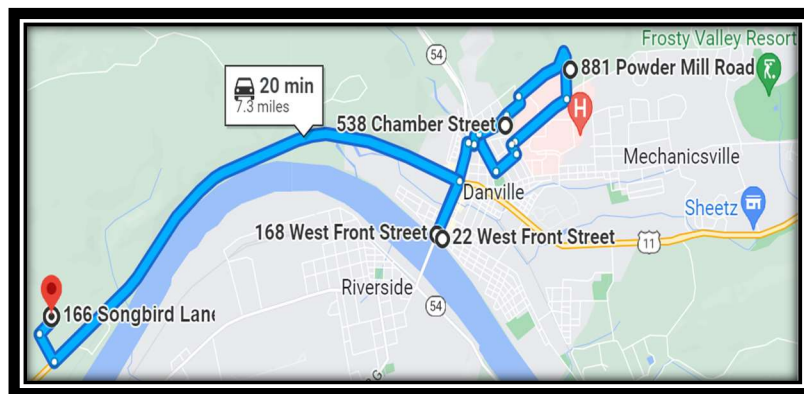 Frosty Valley Resort
54
881 Powder Mill Road
20 min
7.3 miles
H
538 Chamber Street
Mechanicsville
Danville
Sheetz
168 West Front Street
22 West Front Street
11
Riverside
54
166 Songbird Lane